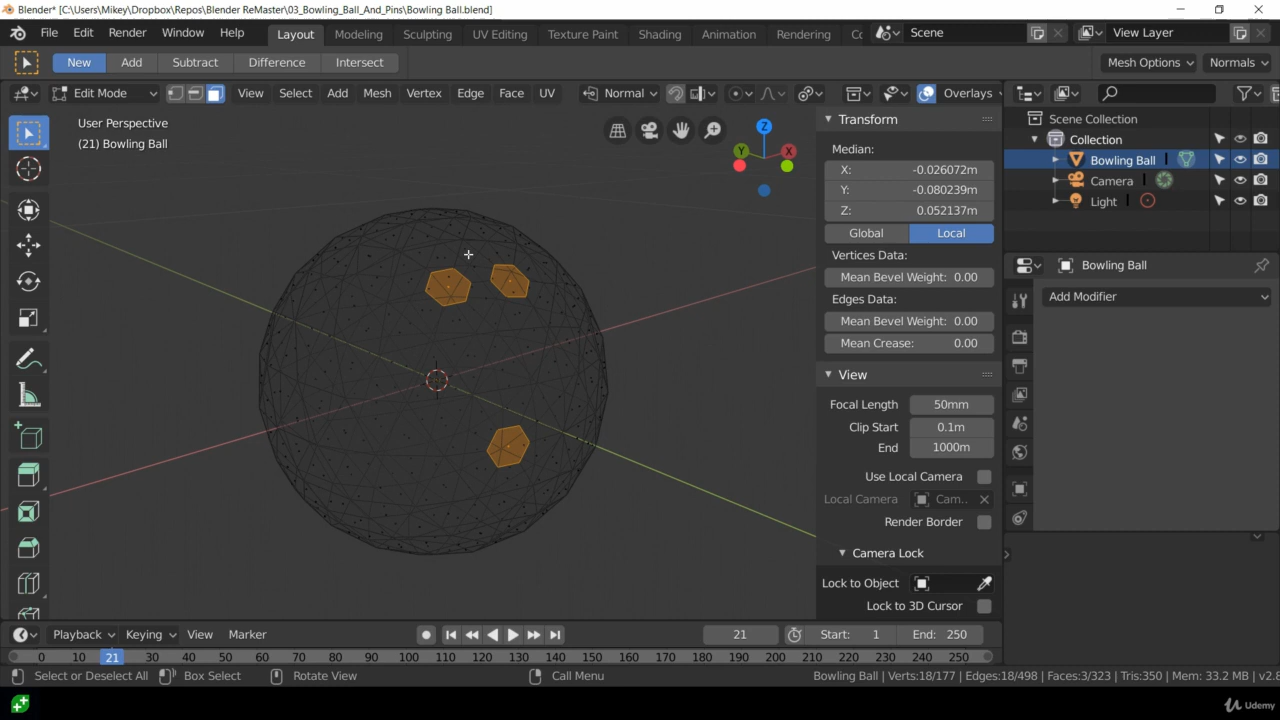 Blender* [C:\Users\Mikey\Dropbox\Repos\Blender ReMaster\03_Bowling_Ball_And_Pins\Bowling Ball.blend]
File Edit Render Window Help Layout Modeling Sculpting UV Editing Texture Paint Shading Animation Rendering Cc Scene View Layer
New Add Subtract Difference Intersect Mesh Options Normals
Edit Mode View Select Add Mesh Vertex Edge Face UV Normal Overlays
User Perspective
(21) Bowling Ball
Z
Y
X
Transform
Median:
X: -0.026072m
Y: -0.080239m
Z: 0.052137m
Global Local
Vertices Data:
Mean Bevel Weight: 0.00
Edges Data:
Mean Bevel Weight: 0.00
Mean Crease: 0.00
View
Focal Length 50mm
Clip Start 0.1m
End 1000m
Use Local Camera
Local Camera Cam..
Render Border
Camera Lock
Lock to Object
Lock to 3D Cursor
Scene Collection
Collection
Bowling Ball
Camera
Light
Bowling Ball
Add Modifier
Playback Keying View Marker 21 Start: 1 End: 250
0 10 21 30 40 50 60 70 80 90 100 110 120 130 140 150 160 170 180 190 200 210 220 230 240 250
Select or Deselect All Box Select Rotate View Call Menu Bowling Ball | Verts:18/177 | Edges:18/498 | Faces:3/323 | Tris:350 | Mem: 33.2 MB | v2.8
Udemy